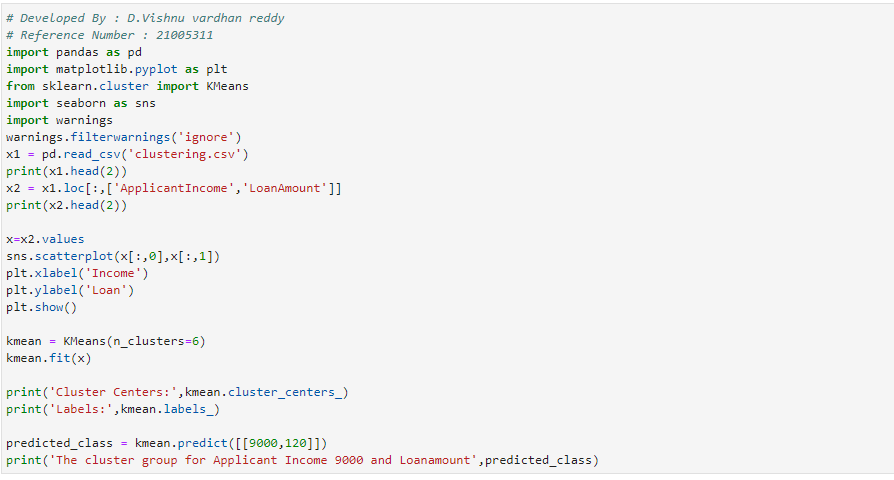 # Developed By : D.Vishnu vardhan reddy
# Reference Number : 21005311
import pandas as pd
import matplotlib.pyplot as plt
from sklearn.cluster import KMeans
import seaborn as sns
import warnings
warnings.filterwarnings('ignore')
x1 = pd.read_csv('clustering.csv')
print(x1.head(2))
x2 = x1.loc[:,['ApplicantIncome','LoanAmount']]
print(x2.head(2))
x=x2.values
sns.scatterplot(x[:,0],x[:,1])
plt.xlabel('Income')
plt.ylabel('Loan')
plt.show()
kmean = KMeans(n_clusters=6)
kmean.fit(x)
print('Cluster Centers:',kmean.cluster_centers_)
print('Labels:',kmean.labels_)
predicted_class = kmean.predict([[9000,120]])
print('The cluster group for Applicant Income 9000 and Loanamount',predicted_class)